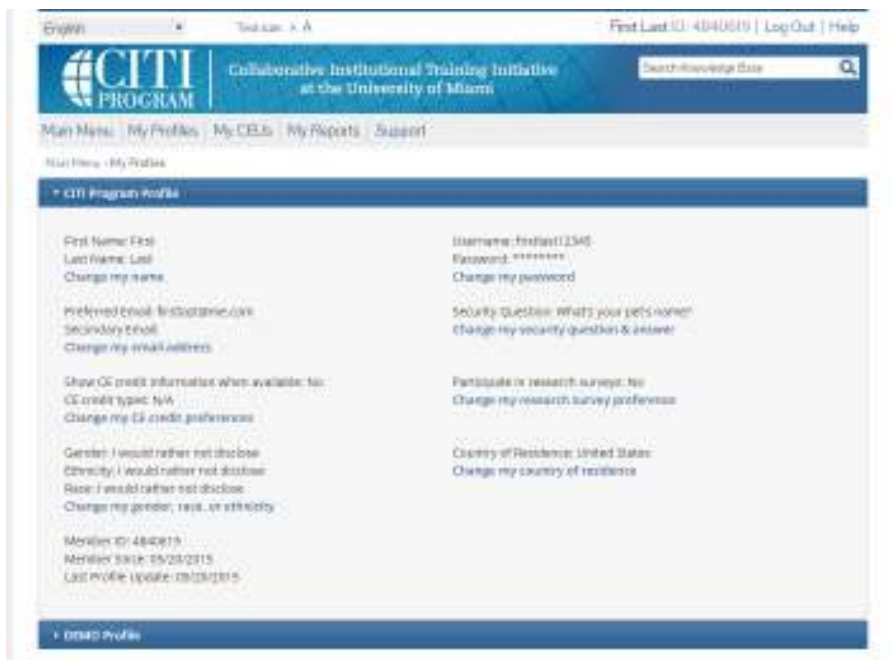 English Text size: A A First Last ID: 4840619 | Log Out | Help
CITI PROGRAM
Collaborative Institutional Training Initiative
at the University of Miami
Search Knowledge Base
Main Menu | My Profiles | My CEUs | My Reports | Support
Main Menu › My Profiles
CITI Program Profile
First Name: First
Last Name: Last
Change my name
Username: firstlast12345
Password: ********
Change my password
Preferred Email:
Secondary Email:
Change my email address
Security Question: What's your pet's name?
Change my security question & answer
Show CE credit information when available: No
CE credit types: N/A
Change my CE credit preferences
Participate in research surveys: No
Change my research survey preference
Gender: I would rather not disclose
Ethnicity: I would rather not disclose
Race: I would rather not disclose
Change my gender, race, or ethnicity
Country of Residence: United States
Change my country of residence
Member ID: 4840619
Member Since: 05/20/2015
Last Profile Update: 05/20/2015
DEMO Profile